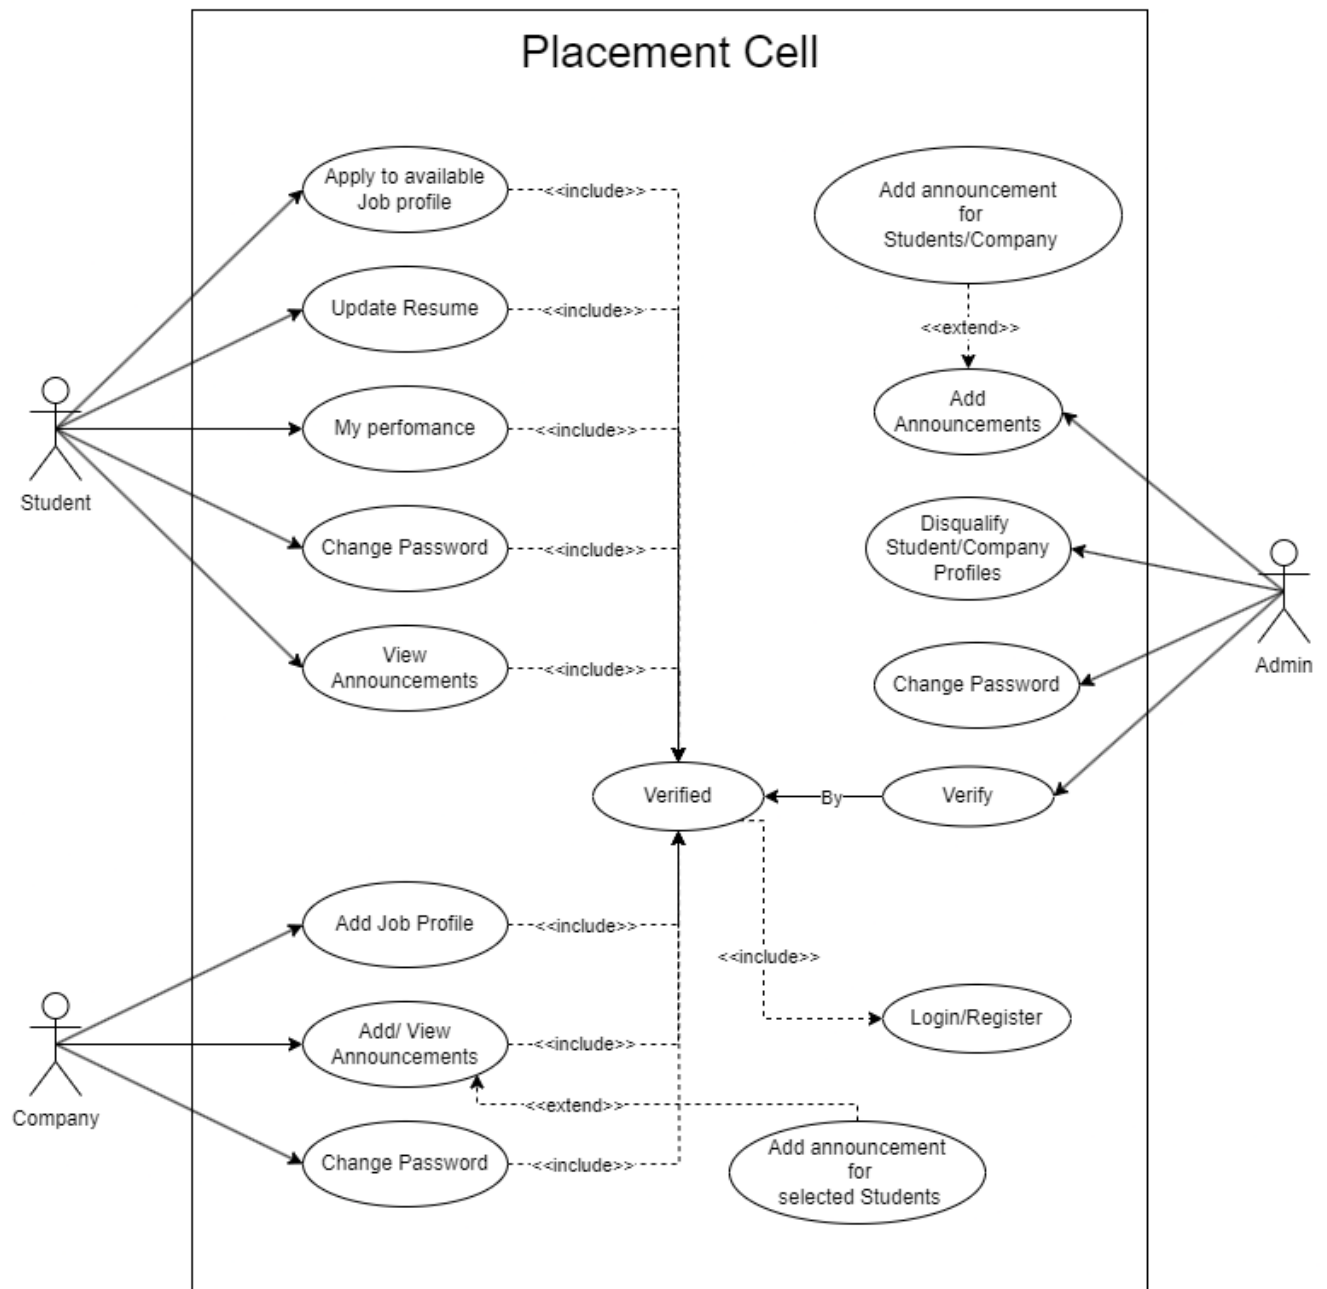 Placement Cell
Apply to available
Job profile
<<include>>
Add announcement
for
Students/Company
Update Resume
<<include>>
<<extend>>
My perfomance
<<include>>
Add
Announcements
Student
Change Password
<<include>>
Disqualify
Student/Company
Profiles
View
Announcements
<<include>>
Change Password
Admin
Verified
By
Verify
Add Job Profile
<<include>>
<<include>>
Add/ View
Announcements
<<include>>
Login/Register
Company
<<extend>>
Change Password
<<include>>
Add announcement
for
selected Students